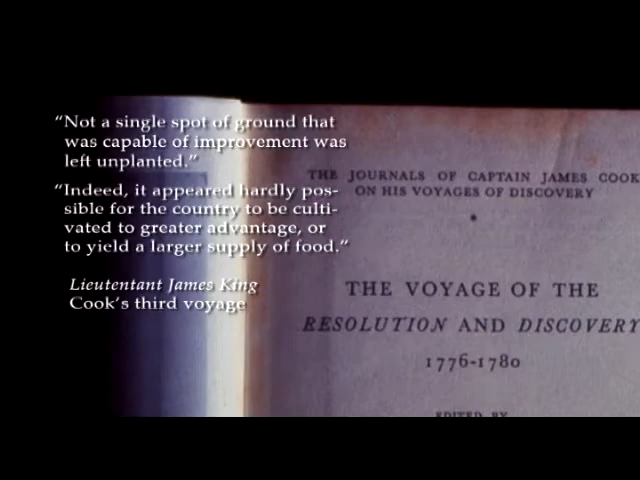 “Not a single spot of ground that
was capable of improvement was
left unplanted.”
“Indeed, it appeared hardly pos-
sible for the country to be culti-
vated to greater advantage, or
to yield a larger supply of food.”
Lieutentant James King
Cook’s third voyage
THE JOURNALS OF CAPTAIN JAMES COOK
ON HIS VOYAGES OF DISCOVERY
THE VOYAGE OF THE
RESOLUTION AND DISCOVERY
1776-1780
EDITED BY